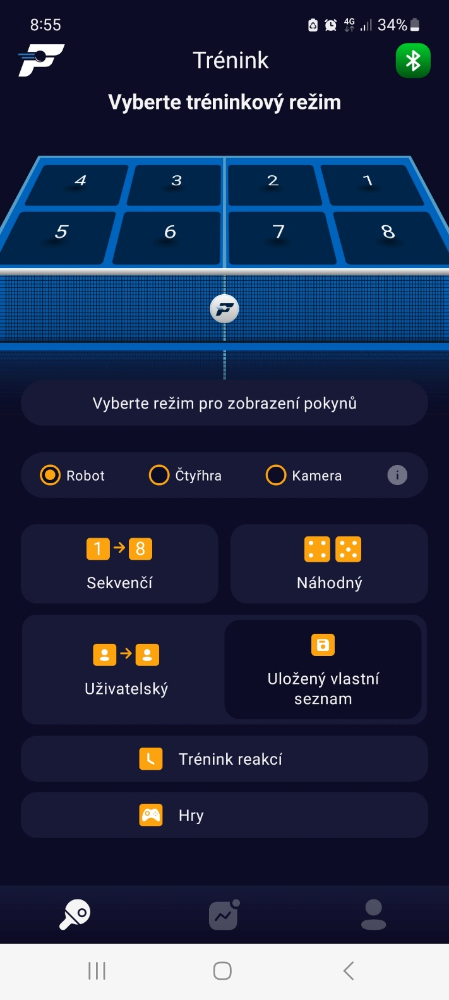 8:55
4G
34%
Trénink
Vyberte tréninkový režim
4 3 2 1
5 6 7 8
Vyberte režim pro zobrazení pokynů
Robot Čtyřhra Kamera i
1 → 8
Sekvenčí Náhodný
Uživatelský
Uložený vlastní
seznam
Trénink reakcí
Hry